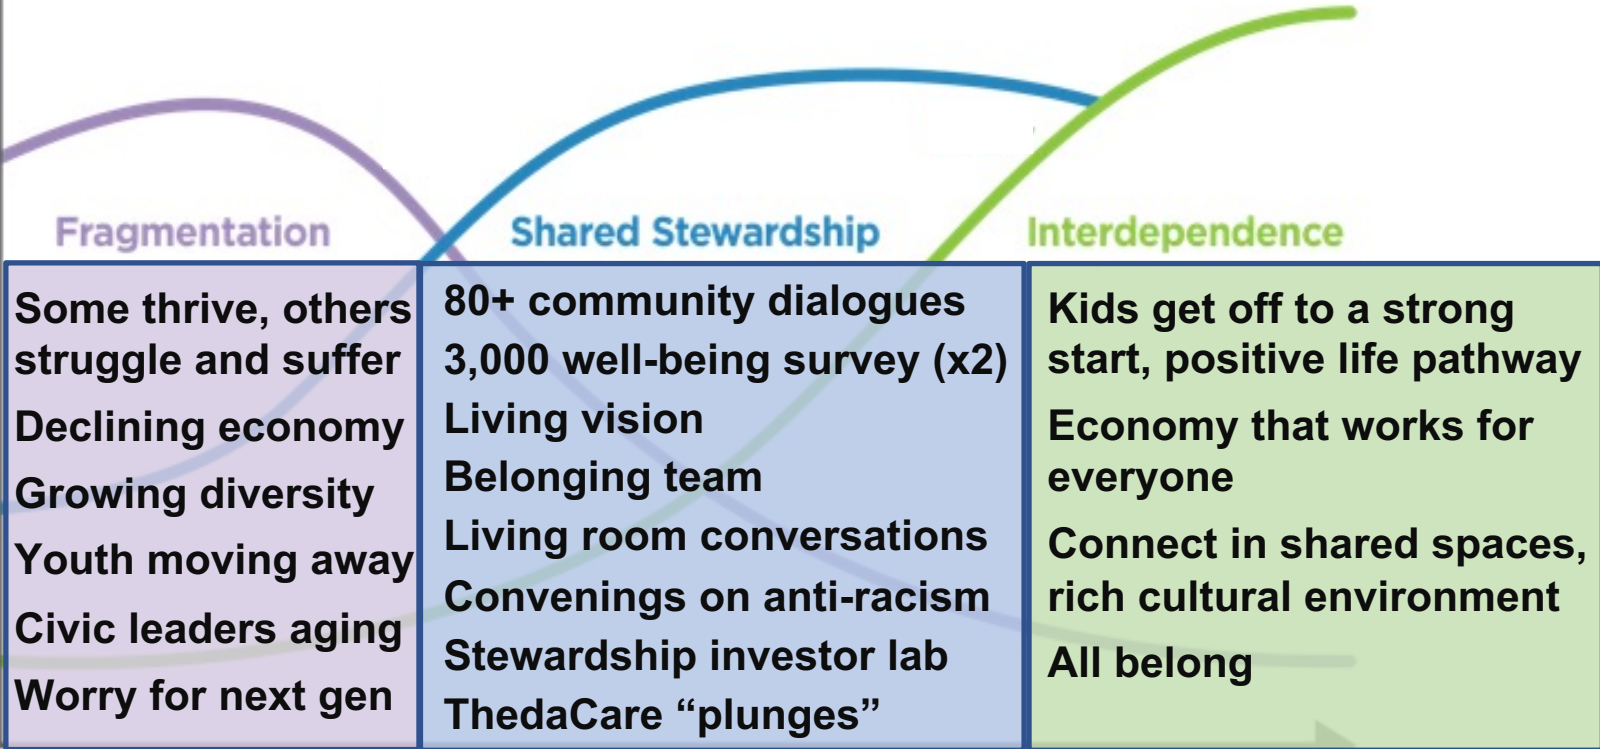 Fragmentation
Shared Stewardship
Interdependence
Some thrive, others
struggle and suffer
Declining economy
Growing diversity
Youth moving away
Civic leaders aging
Worry for next gen
80+ community dialogues
3,000 well-being survey (x2)
Living vision
Belonging team
Living room conversations
Convenings on anti-racism
Stewardship investor lab
ThedaCare “plunges”
Kids get off to a strong
start, positive life pathway
Economy that works for
everyone
Connect in shared spaces,
rich cultural environment
All belong